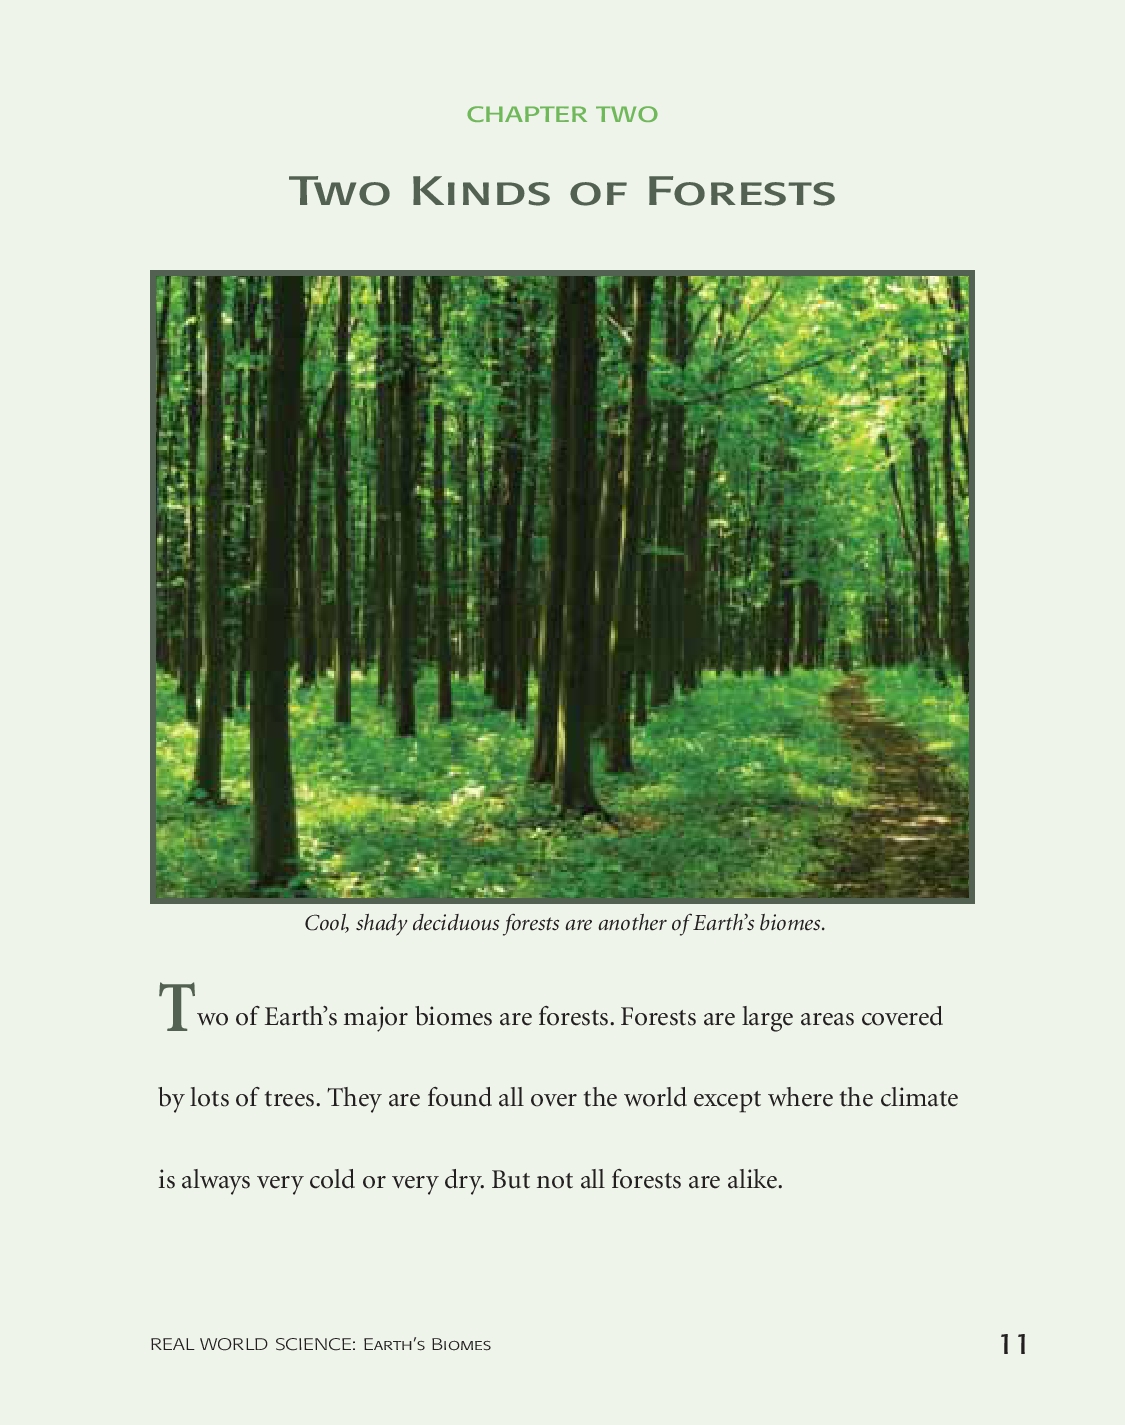 CHAPTER TWO
Two Kinds of Forests
Cool, shady deciduous forests are another of Earth's biomes.
Two of Earth's major biomes are forests. Forests are large areas covered
by lots of trees. They are found all over the world except where the climate
is always very cold or very dry. But not all forests are alike.
REAL WORLD SCIENCE: Earth's Biomes
11